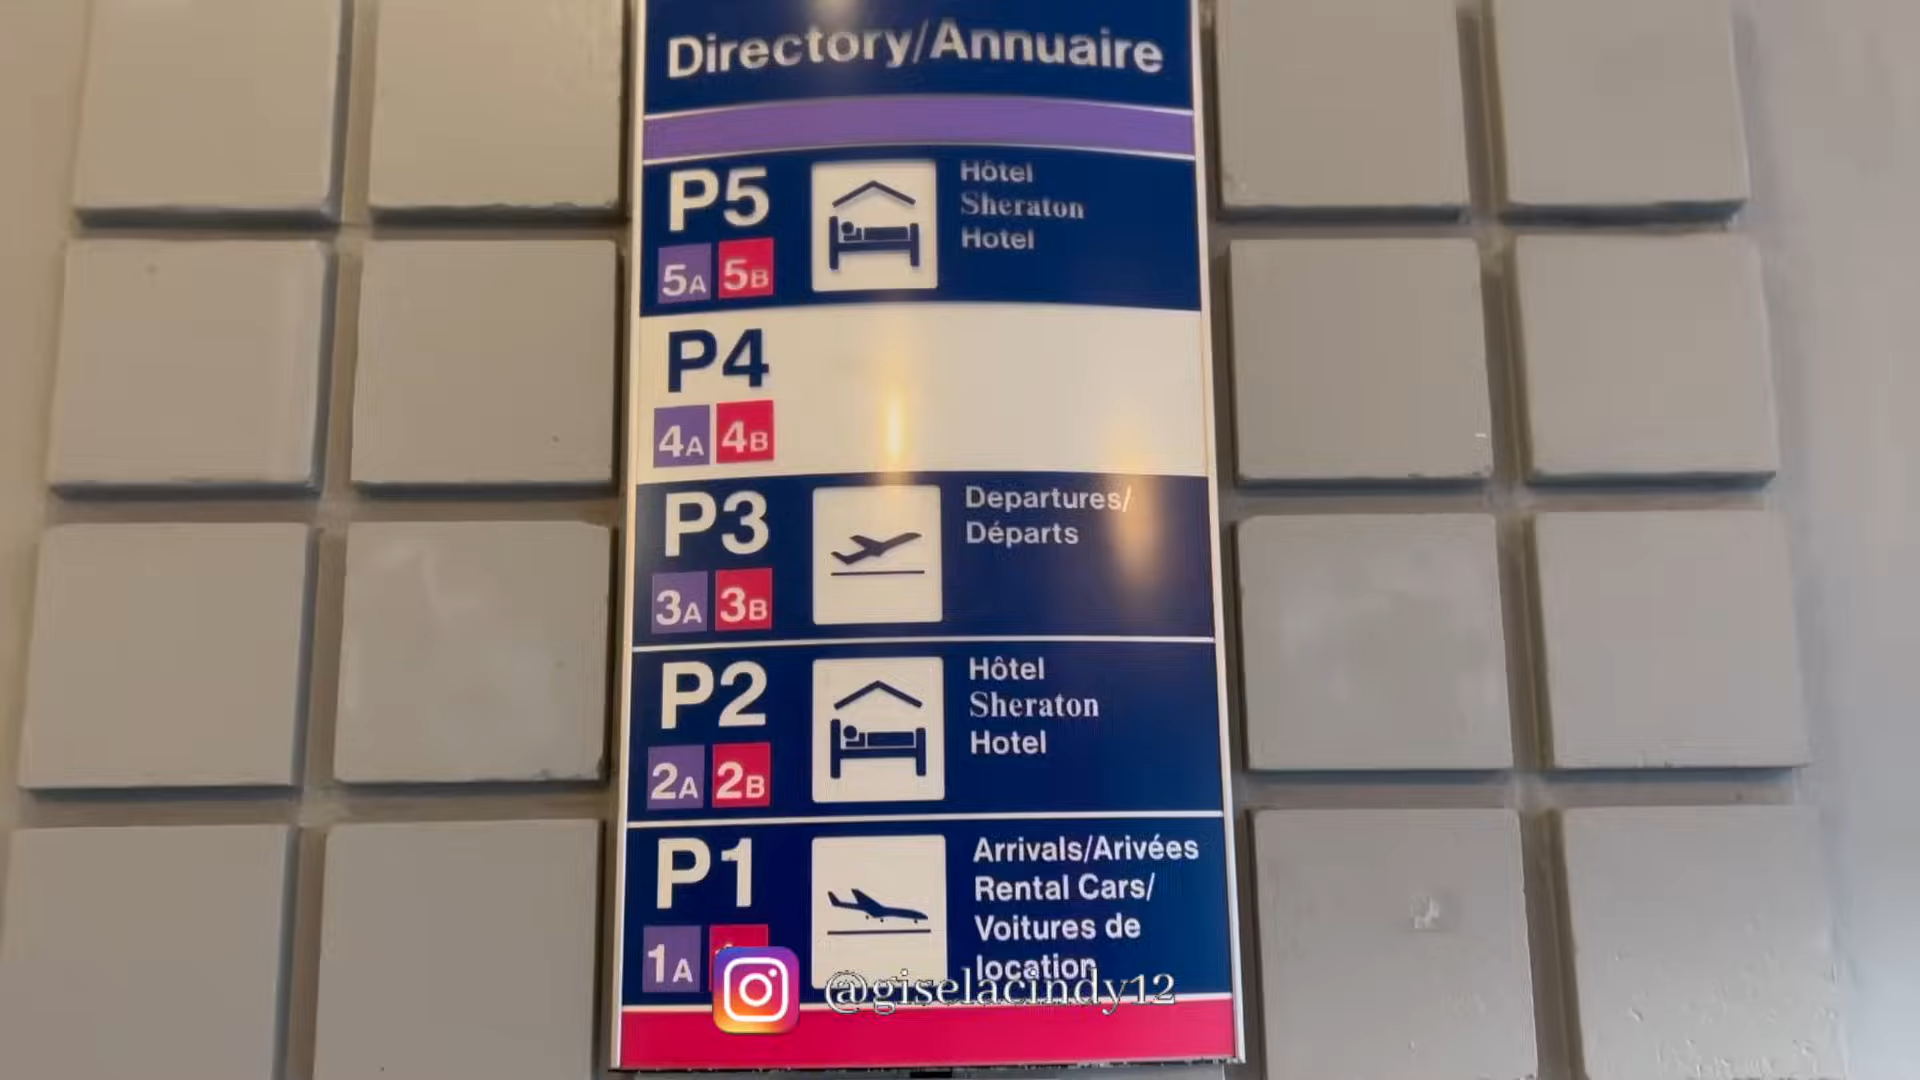 Directory/Annuaire
P5
5A 5B
Hôtel
Sheraton
Hotel
P4
4A 4B
P3
3A 3B
Departures/
Départs
P2
2A 2B
Hôtel
Sheraton
Hotel
P1
1A
Arrivals/Arivées
Rental Cars/
Voitures de
location
@giselacindy12